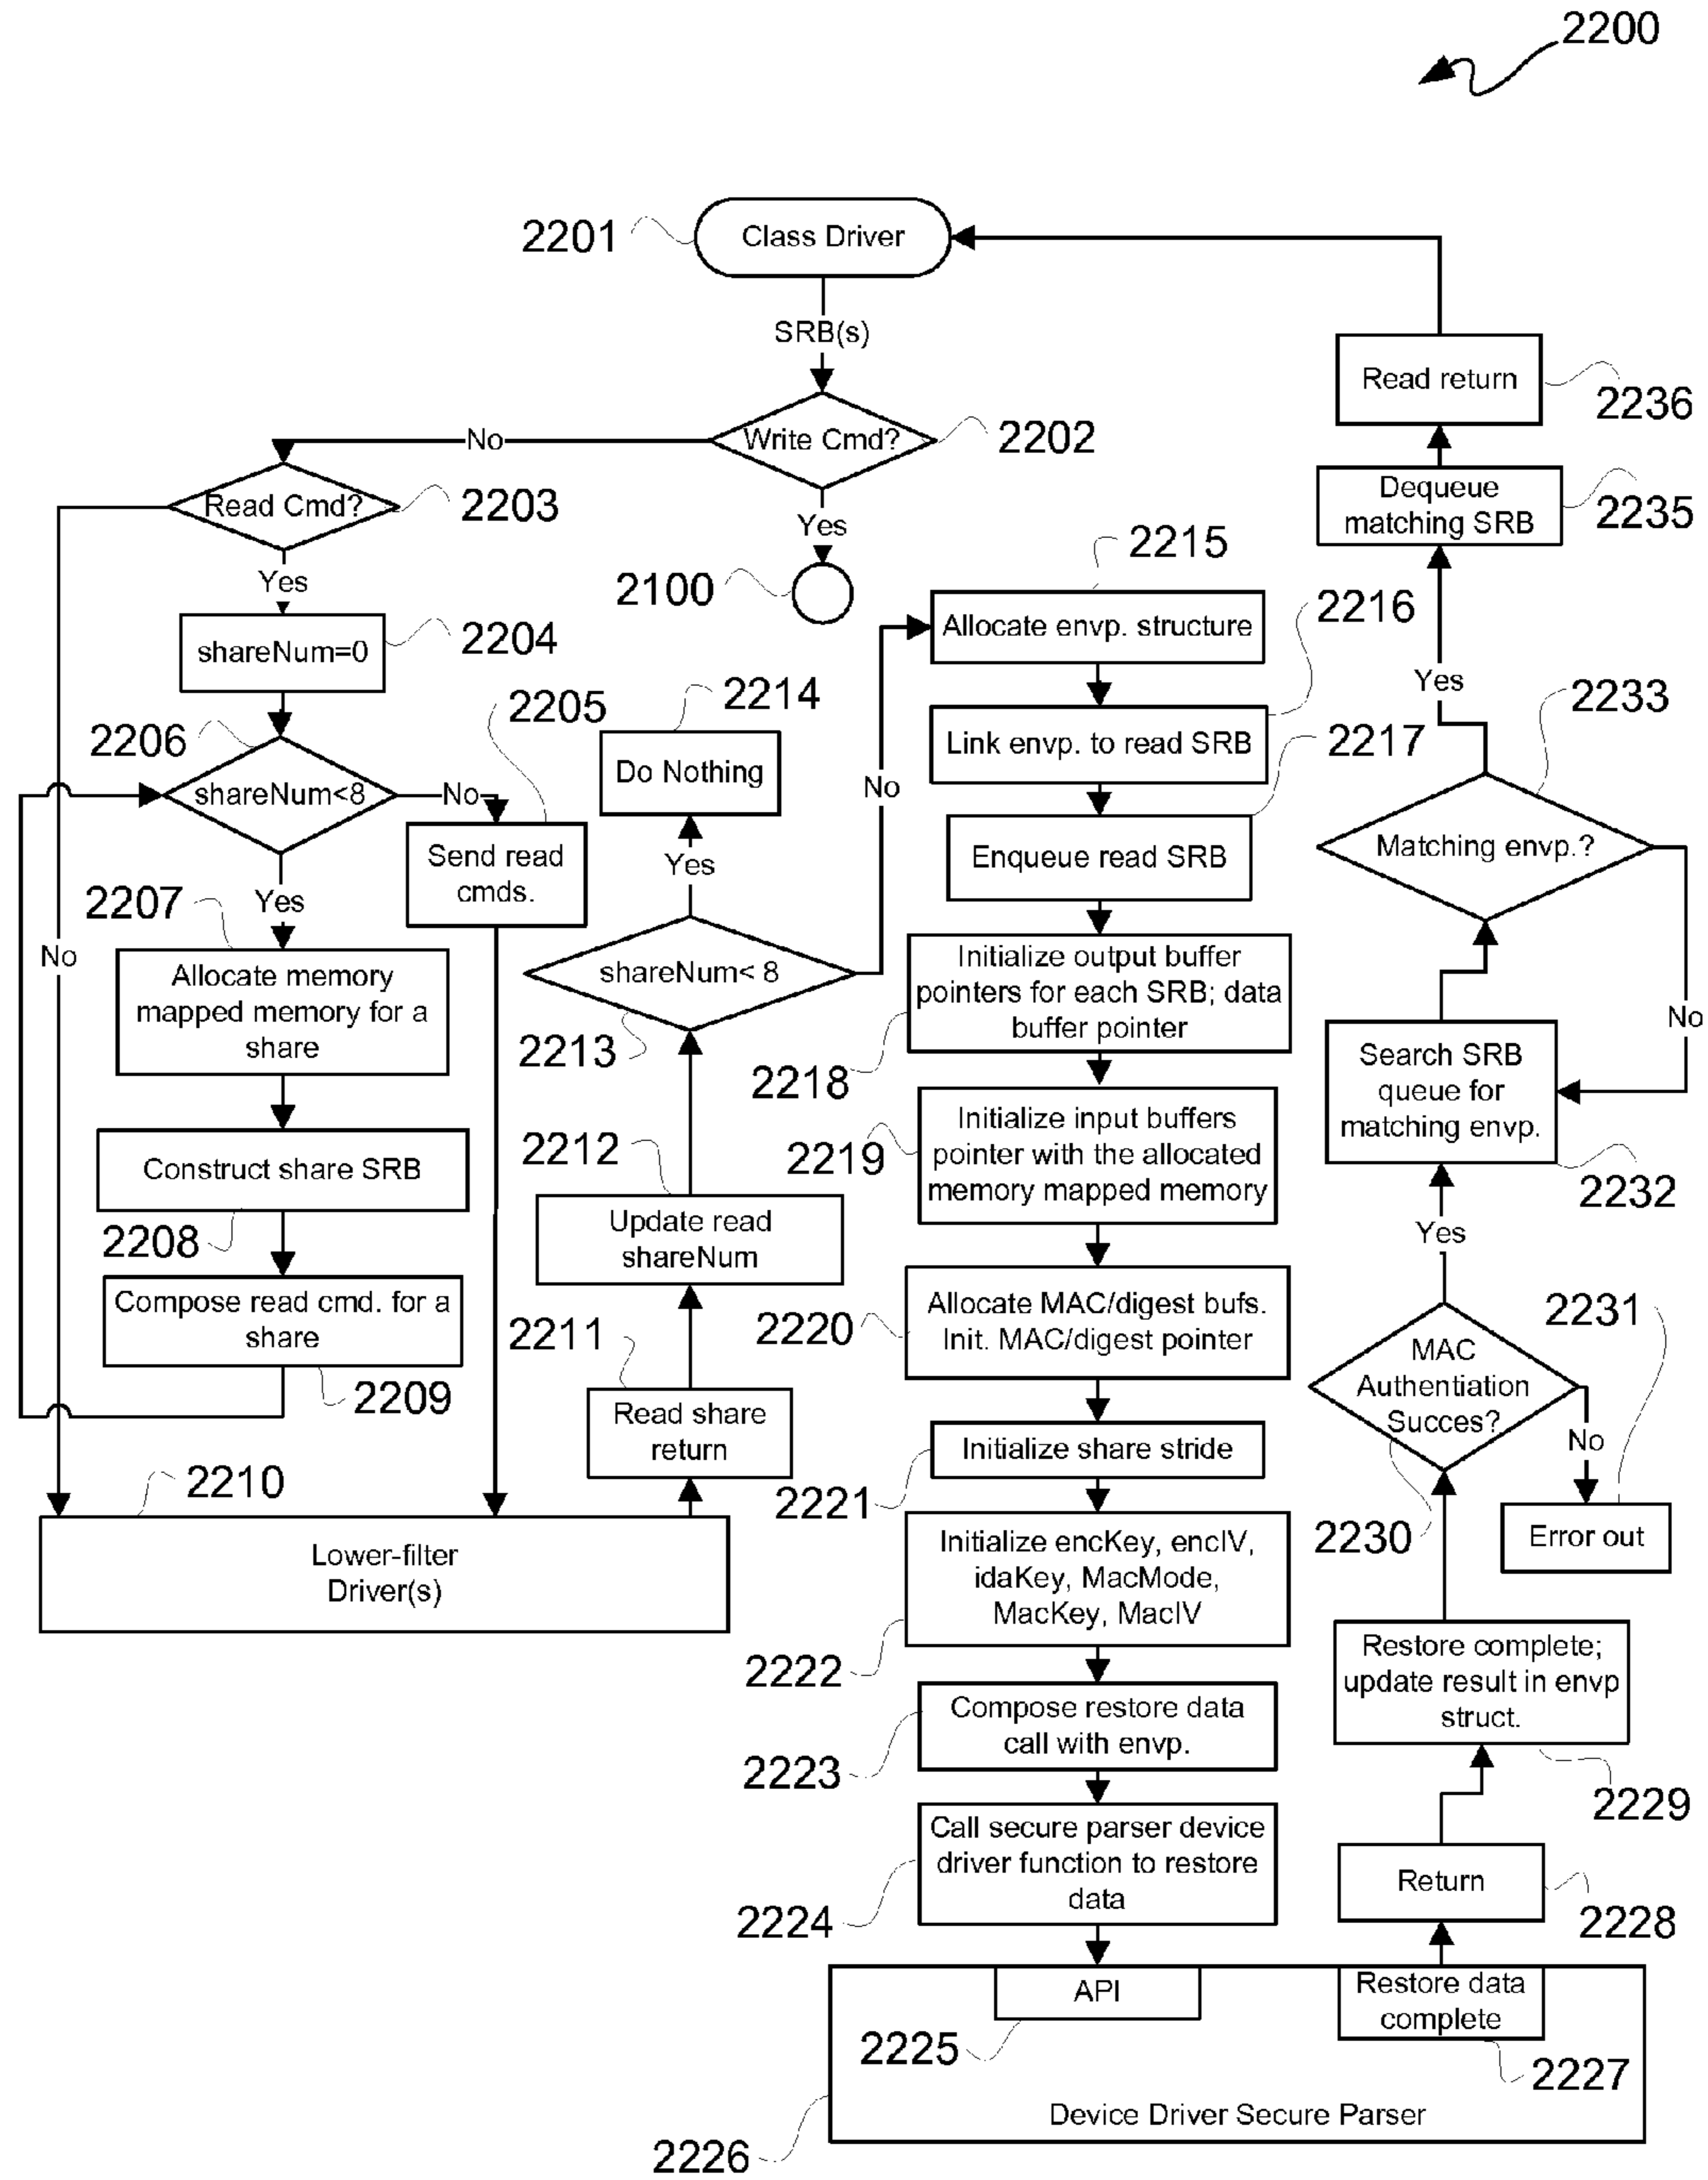 2200
2201
Class Driver
SRB(s)
Write Cmd?
2202
No
Yes
2100
Read Cmd?
2203
Yes
No
shareNum=0
2204
2205
2206
shareNum<8
No
Yes
Send read
cmds.
2207
Allocate memory
mapped memory for a
share
Construct share SRB
2208
Compose read cmd. for a
share
2209
2210
Lower-filter
Driver(s)
2211
Read share
return
2212
Update read
shareNum
2213
shareNum< 8
Yes
No
2214
Do Nothing
2215
Allocate envp. structure
2216
Link envp. to read SRB
2217
Enqueue read SRB
Initialize output buffer
pointers for each SRB; data
buffer pointer
2218
Initialize input buffers
pointer with the allocated
memory mapped memory
2219
Allocate MAC/digest bufs.
Init. MAC/digest pointer
2220
Initialize share stride
2221
Initialize encKey, encIV,
idaKey, MacMode,
MacKey, MacIV
2222
Compose restore data
call with envp.
2223
Call secure parser device
driver function to restore
data
2224
API
2225
Device Driver Secure Parser
2226
Restore data
complete
2227
Return
2228
Restore complete;
update result in envp
struct.
2229
MAC
Authentiation
Succes?
2230
No
2231
Error out
Yes
Search SRB
queue for
matching envp.
2232
Matching envp.?
2233
No
Yes
Dequeue
matching SRB
2235
Read return
2236